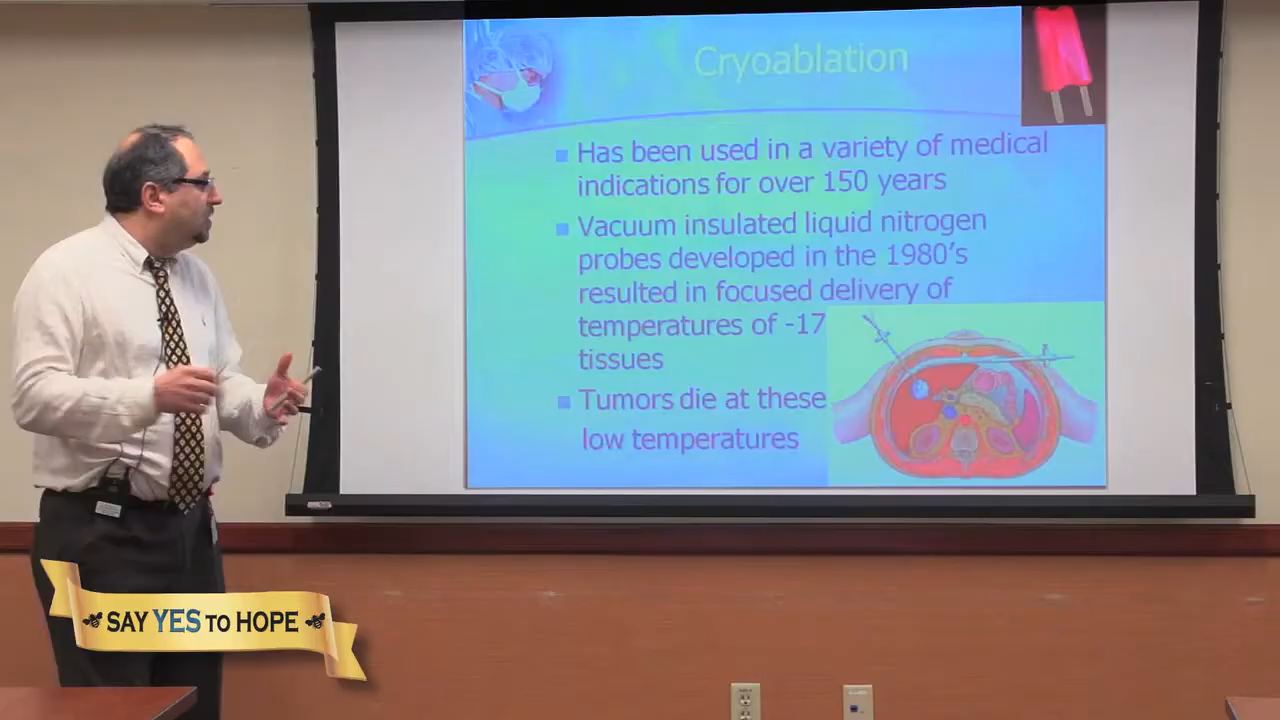 Cryoablation
Has been used in a variety of medical
indications for over 150 years
Vacuum insulated liquid nitrogen
probes developed in the 1980's
resulted in focused delivery of
temperatures of -17
tissues
Tumors die at these
low temperatures
SAY YES TO HOPE